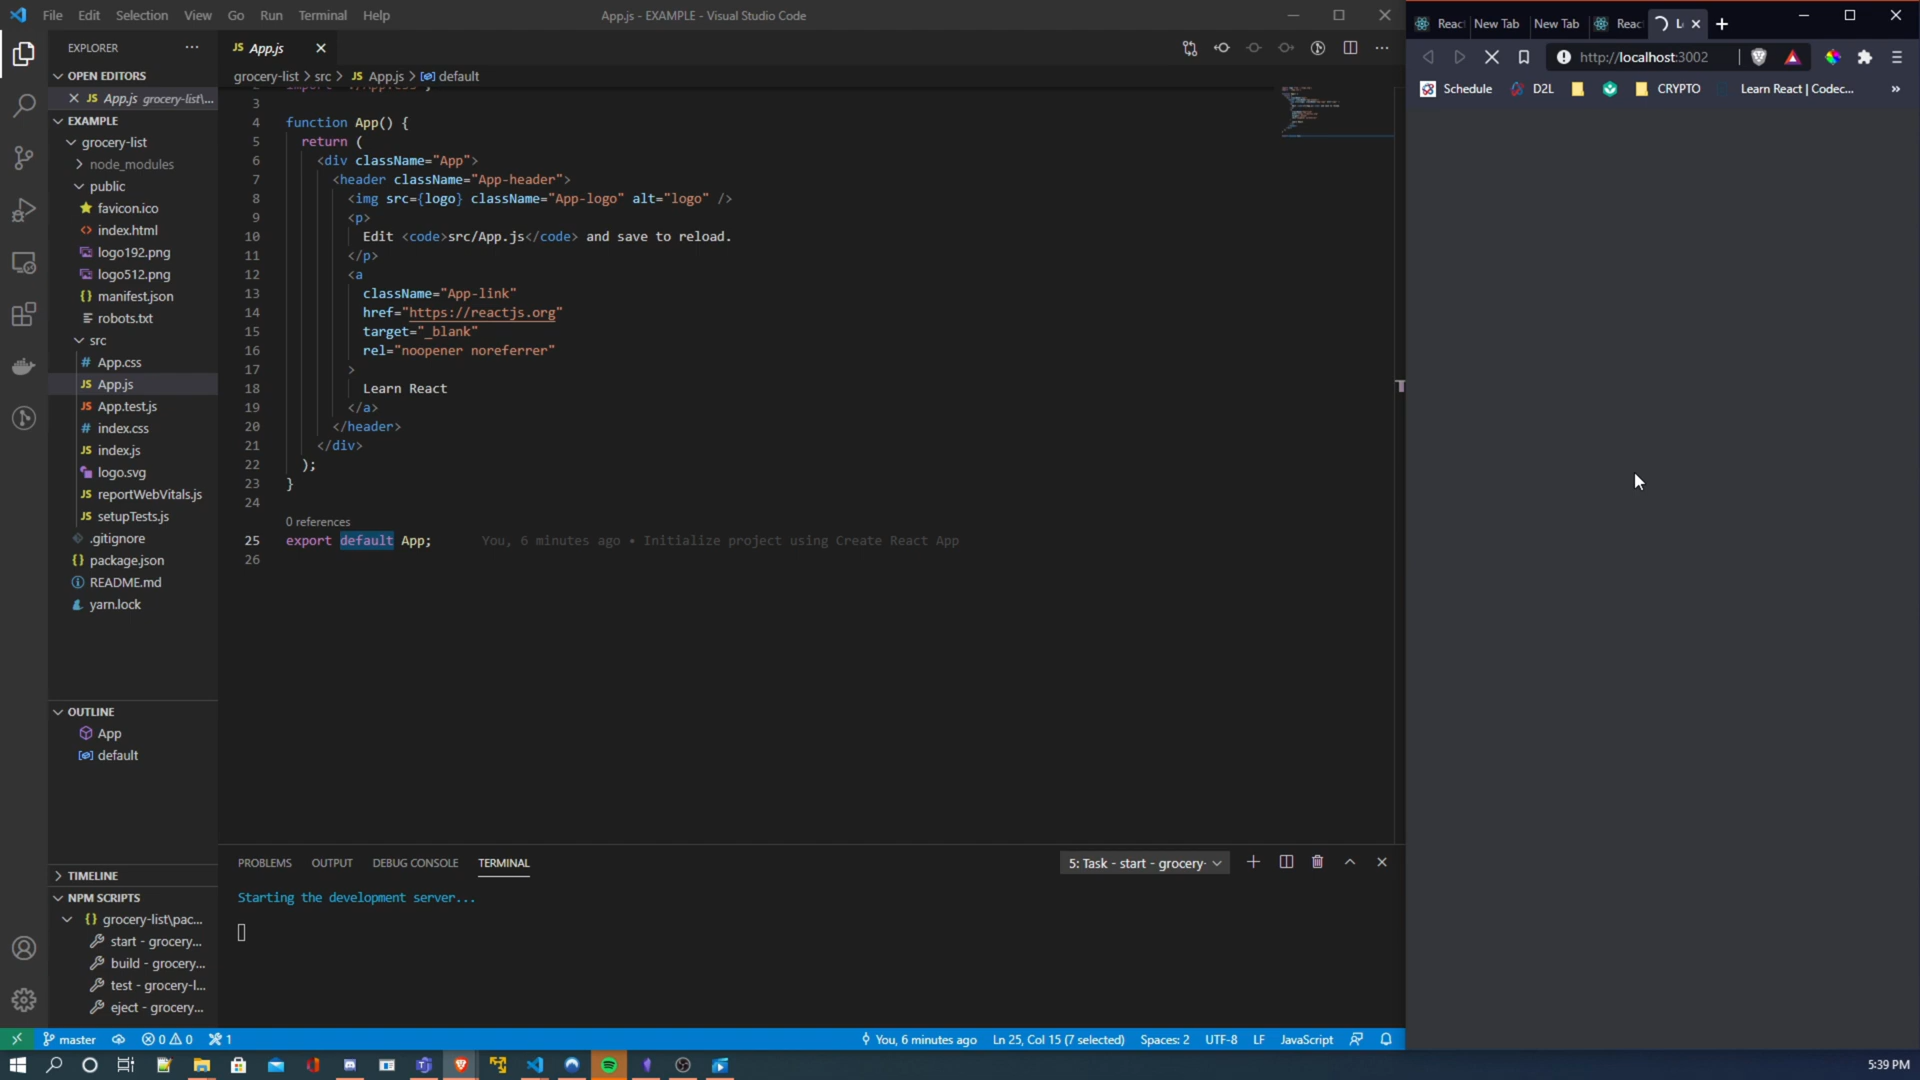 File Edit Selection View Go Run Terminal Help
App.js - EXAMPLE - Visual Studio Code
EXPLORER
OPEN EDITORS
JS App.js grocery-list\...
EXAMPLE
grocery-list
node_modules
public
favicon.ico
index.html
logo192.png
logo512.png
manifest.json
robots.txt
src
# App.css
JS App.js
JS App.test.js
# index.css
JS index.js
logo.svg
JS reportWebVitals.js
JS setupTests.js
.gitignore
{} package.json
README.md
yarn.lock
OUTLINE
App
default
TIMELINE
NPM SCRIPTS
{} grocery-list\pac...
start - grocery...
build - grocery...
test - grocery-l...
eject - grocery...
JS App.js
grocery-list > src > JS App.js > default
3
4 function App() {
5 return (
6 <div className="App">
7 <header className="App-header">
8 <img src={logo} className="App-logo" alt="logo" />
9 <p>
10 Edit <code>src/App.js</code> and save to reload.
11 </p>
12 <a
13 className="App-link"
14 href="https://reactjs.org"
15 target="_blank"
16 rel="noopener noreferrer"
17 >
18 Learn React
19 </a>
20 </header>
21 </div>
22 );
23 }
24
0 references
25 export default App; You, 6 minutes ago • Initialize project using Create React App
26
PROBLEMS OUTPUT DEBUG CONSOLE TERMINAL
5: Task - start - grocery-
Starting the development server...
master 0 0 1
You, 6 minutes ago Ln 25, Col 15 (7 selected) Spaces: 2 UTF-8 LF JavaScript
React New Tab New Tab React
http://localhost:3002
Schedule D2L CRYPTO Learn React | Codec...
5:39 PM